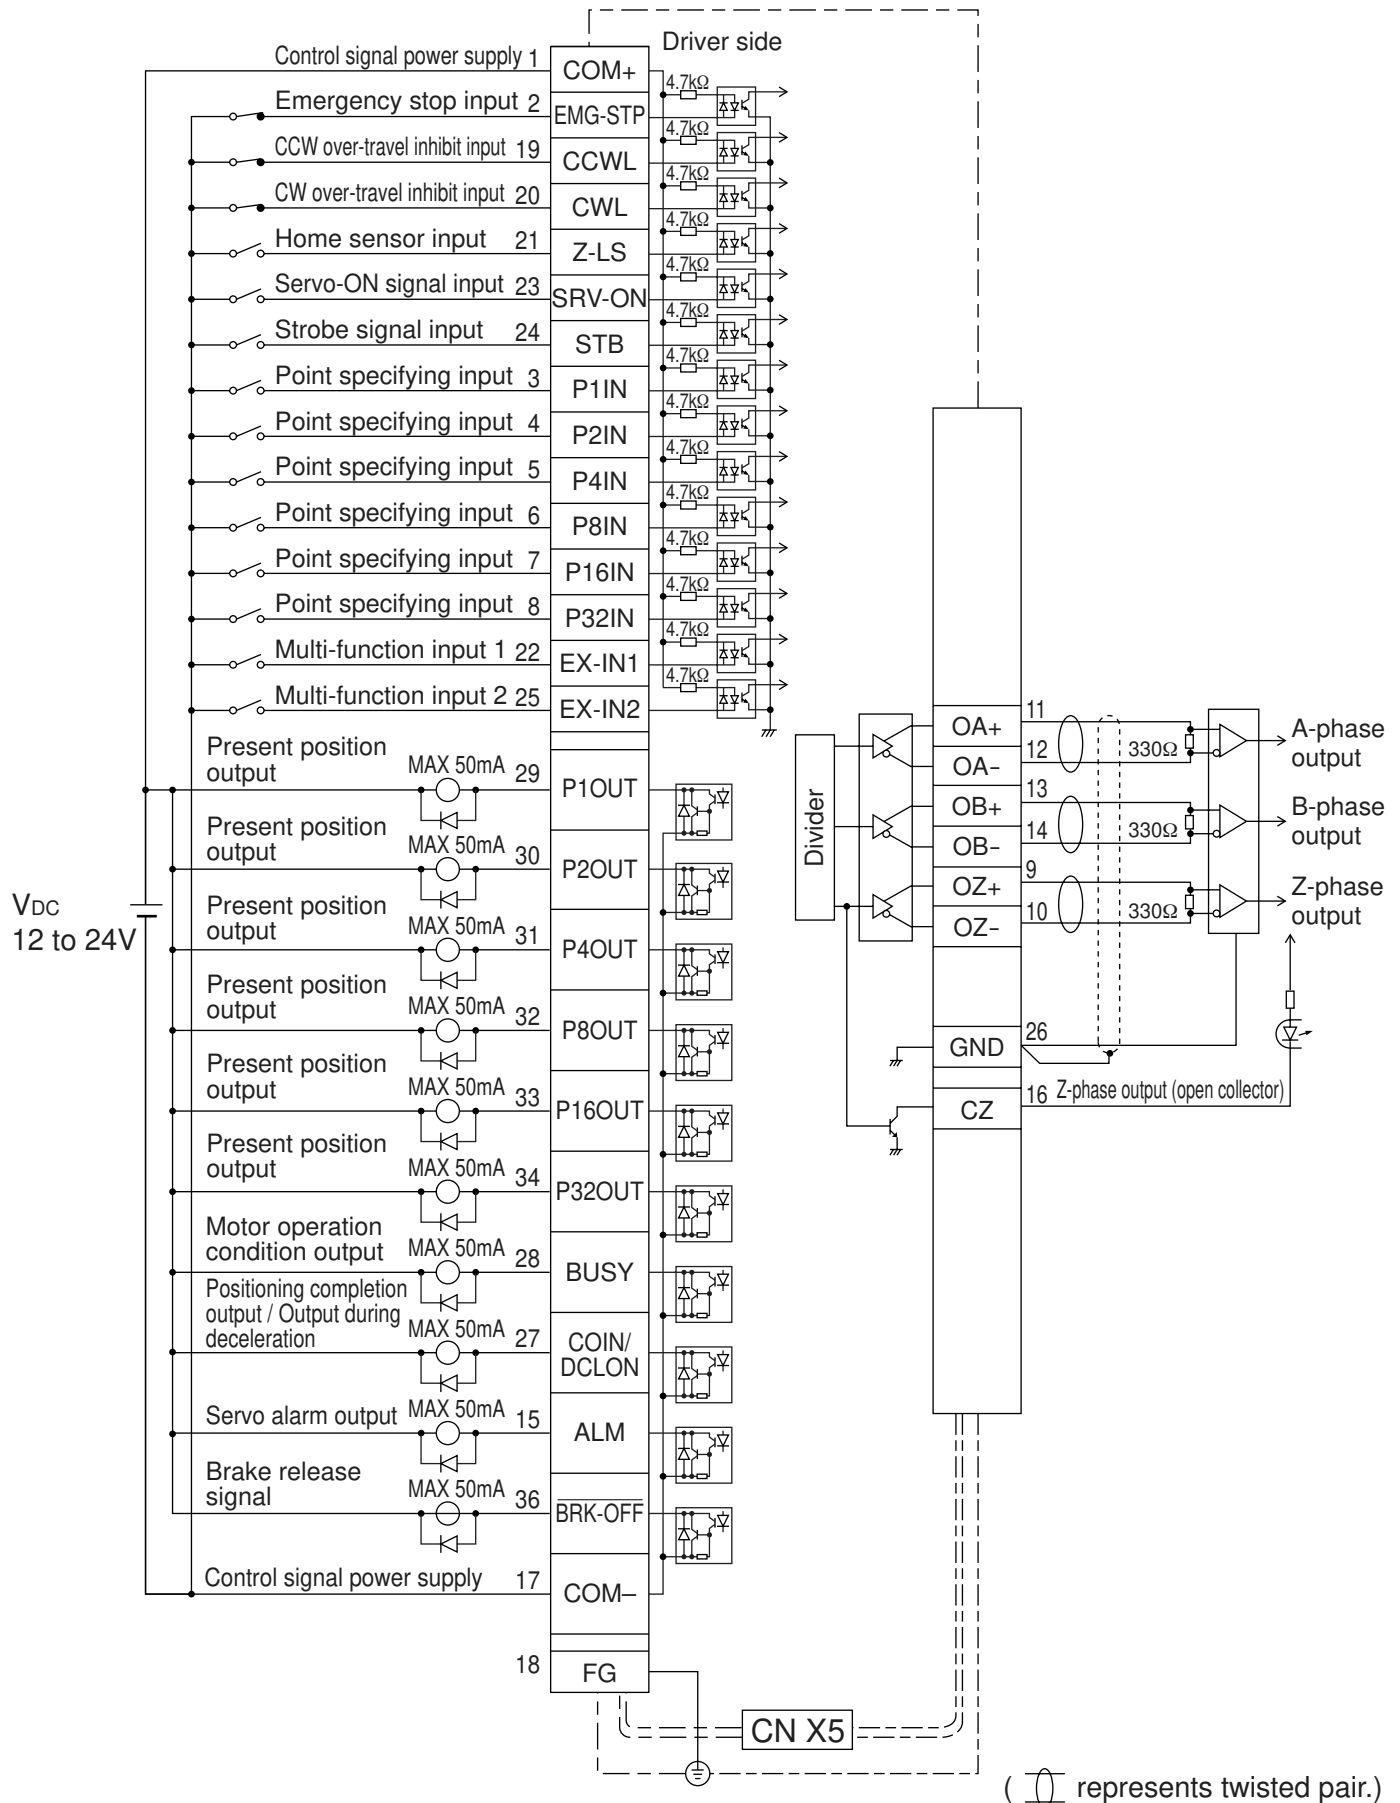 Driver side
Control signal power supply 1 COM+
4.7kΩ
Emergency stop input 2 EMG-STP
4.7kΩ
CCW over-travel inhibit input 19 CCWL
4.7kΩ
CW over-travel inhibit input 20 CWL
4.7kΩ
Home sensor input 21 Z-LS
4.7kΩ
Servo-ON signal input 23 SRV-ON
4.7kΩ
Strobe signal input 24 STB
4.7kΩ
Point specifying input 3 P1IN
4.7kΩ
Point specifying input 4 P2IN
4.7kΩ
Point specifying input 5 P4IN
4.7kΩ
Point specifying input 6 P8IN
4.7kΩ
Point specifying input 7 P16IN
4.7kΩ
Point specifying input 8 P32IN
4.7kΩ
Multi-function input 1 22 EX-IN1
4.7kΩ
Multi-function input 2 25 EX-IN2
Present position
output
MAX 50mA 29 P1OUT
Present position
output
MAX 50mA 30 P2OUT
Present position
output
MAX 50mA 31 P4OUT
Present position
output
MAX 50mA 32 P8OUT
Present position
output
MAX 50mA 33 P16OUT
Present position
output
MAX 50mA 34 P32OUT
Motor operation
condition output
MAX 50mA 28 BUSY
Positioning completion
output / Output during
deceleration
MAX 50mA 27 COIN/
DCLON
Servo alarm output MAX 50mA 15 ALM
Brake release
signal
MAX 50mA 36 BRK-OFF
Control signal power supply 17 COM–
18 FG
VDC
12 to 24V
Divider
OA+ 11
OA− 12
330Ω
A-phase
output
OB+ 13
OB− 14
330Ω
B-phase
output
OZ+ 9
OZ− 10
330Ω
Z-phase
output
GND 26
CZ 16 Z-phase output (open collector)
CN X5
( represents twisted pair.)